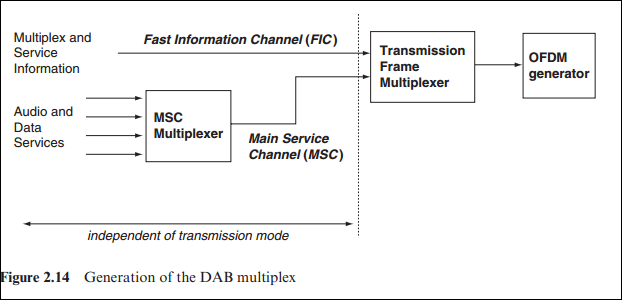 Multiplex and
Service
Information
Fast Information Channel (FIC)
Transmission
Frame
Multiplexer
OFDM
generator
Audio and
Data
Services
MSC
Multiplexer
Main Service
Channel (MSC)
independent of transmission mode
Figure 2.14 Generation of the DAB multiplex